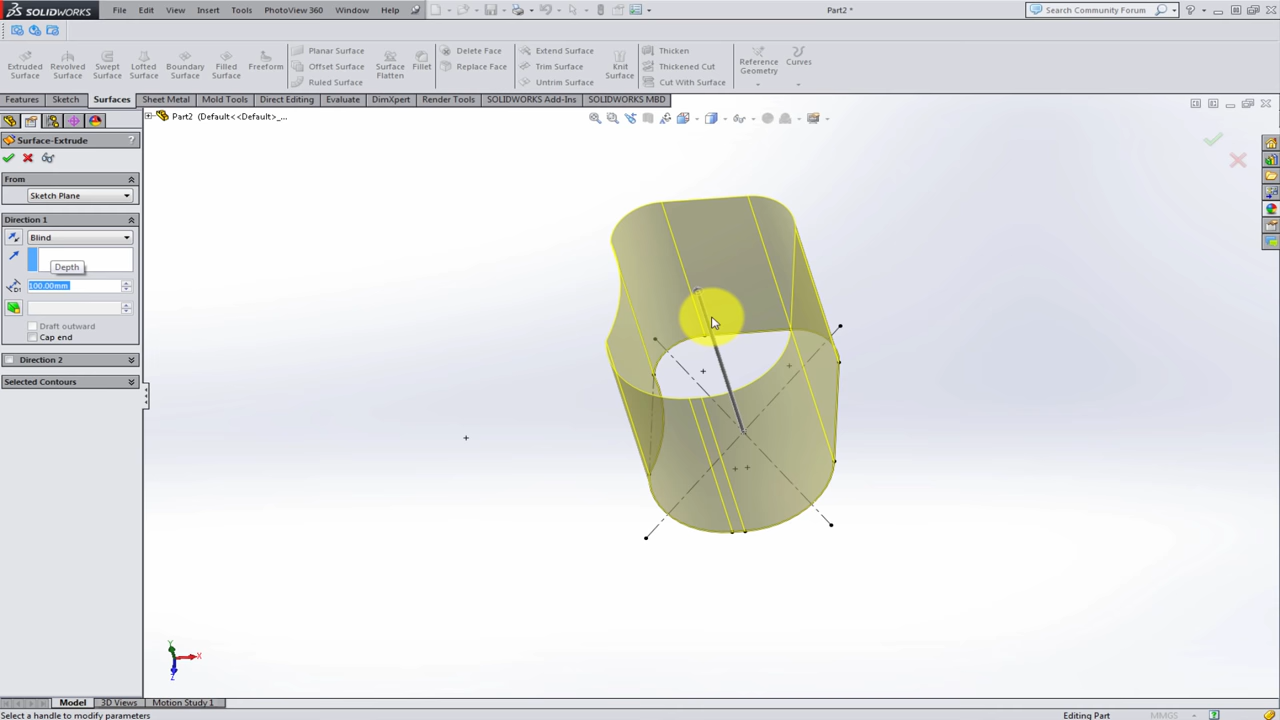 SOLIDWORKS File Edit View Insert Tools PhotoView 360 Window Help Part2 * Search Community Forum
Extruded Surface
Revolved Surface
Swept Surface
Lofted Surface
Boundary Surface
Filled Surface
Freeform
Planar Surface
Offset Surface
Ruled Surface
Surface Flatten
Fillet
Delete Face
Replace Face
Extend Surface
Trim Surface
Untrim Surface
Knit Surface
Thicken
Thickened Cut
Cut With Surface
Reference Geometry
Curves
Features Sketch Surfaces Sheet Metal Mold Tools Direct Editing Evaluate DimXpert Render Tools SOLIDWORKS Add-Ins SOLIDWORKS MBD
Part2 (Default<<Default>_...
Surface-Extrude ?
From
Sketch Plane
Direction 1
Blind
Depth
D1
100.00mm
Draft outward
Cap end
Direction 2
Selected Contours
Y
X
Z
Model 3D Views Motion Study 1
Select a handle to modify parameters Editing Part MMGS